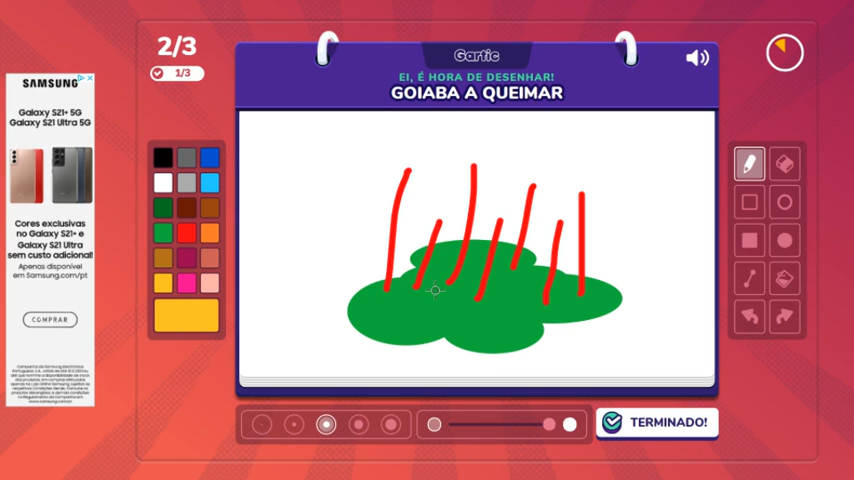 2/3
1/3
Gartic
EI, É HORA DE DESENHAR!
GOIABA A QUEIMAR
SAMSUNG
Galaxy S21+ 5G
Galaxy S21 Ultra 5G
Cores exclusivas
no Galaxy S21+ e
Galaxy S21 Ultra
sem custo adicional!
Apenas disponível
em Samsung.com/pt
COMPRAR
TERMINADO!